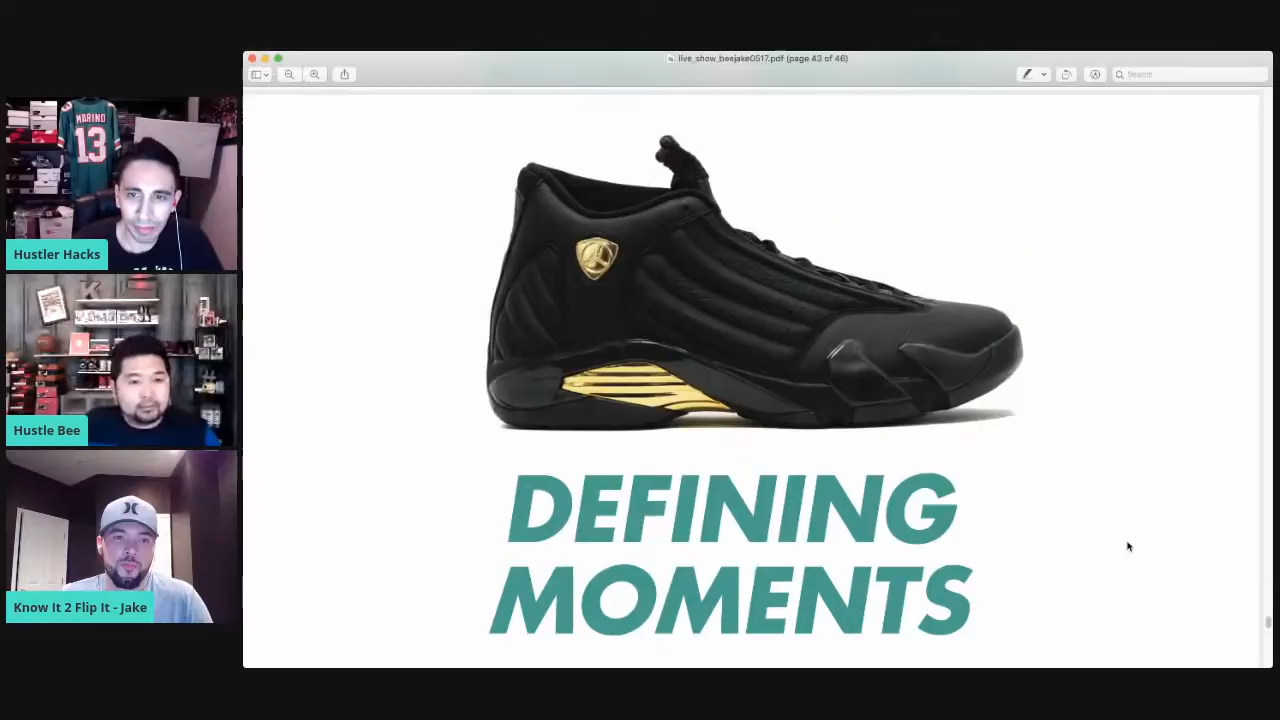 live_show_beejake0517.pdf (page 43 of 46)
Search
MARINO
13
Hustler Hacks
K
Hustle Bee
Know It 2 Flip It - Jake
DEFINING
MOMENTS